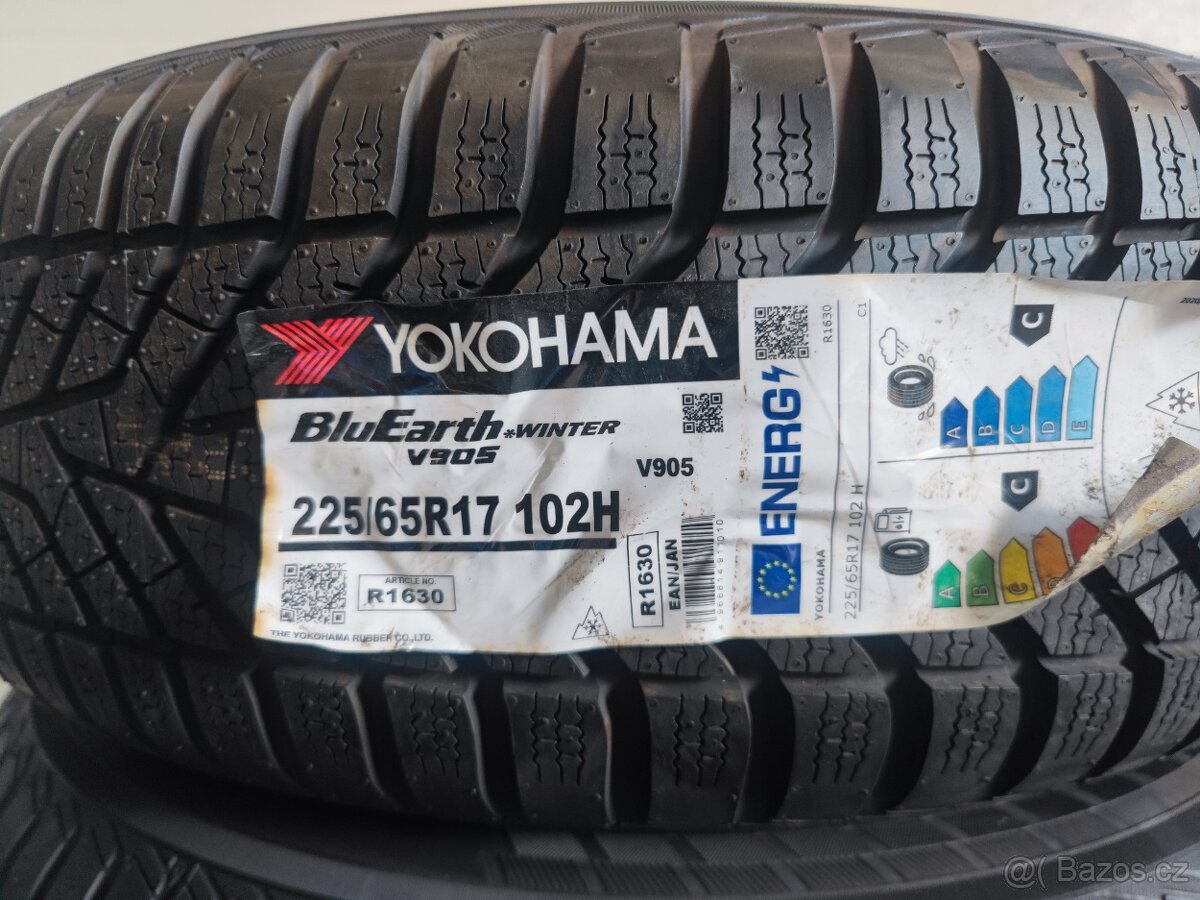 YOKOHAMA
BluEarth*WINTER
V905
V905
225/65R17 102H
ARTICLE NO.
R1630
THE YOKOHAMA RUBBER CO.,LTD.
R1630
EAN/JAN
ENERG
R1630
C1
YOKOHAMA
225/65R17 102 H
C
A
B
C
D
E
C
A
B
C
D
Bazos.cz